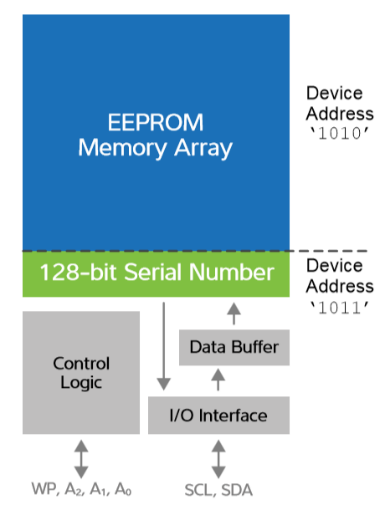 EEPROM
Memory Array
Device
Address
‘1010’
128-bit Serial Number
Device
Address
‘1011’
Control
Logic
Data Buffer
I/O Interface
WP, A₂, A₁, A₀
SCL, SDA